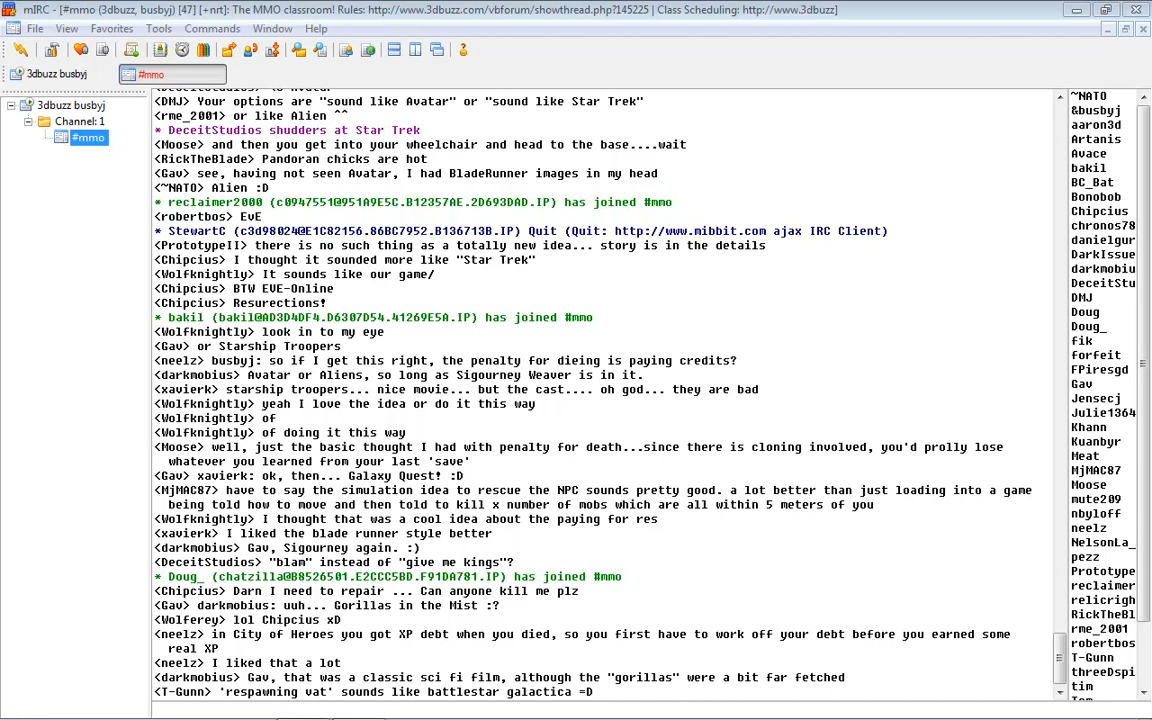 mIRC - [#mmo (3dbuzz, busbyj) [47] [+nrt]: The MMO classroom! Rules: http://www.3dbuzz.com/vbforum/showthread.php?145225 | Class Scheduling: http://www.3dbuzz]
File View Favorites Tools Commands Window Help
3dbuzz busbyj #mmo
3dbuzz busbyj
Channel: 1
#mmo
<DMJ> Your options are "sound like Avatar" or "sound like Star Trek"
<rme_2001> or like Alien ^^
* DeceitStudios shudders at Star Trek
<Moose> and then you get into your wheelchair and head to the base....wait
<RickTheBlade> Pandoran chicks are hot
<Gav> see, having not seen Avatar, I had BladeRunner images in my head
<~NATO> Alien :D
* reclaimer2000 (c0947551@951A9E5C.B12357AE.2D693DAD.IP) has joined #mmo
<robertbos> EvE
* StewartC (c3d98024@E1C82156.86BC7952.B136713B.IP) Quit (Quit: http://www.mibbit.com ajax IRC Client)
<PrototypeII> there is no such thing as a totally new idea... story is in the details
<Chipcius> I thought it sounded more like "Star Trek"
<Wolfknightly> It sounds like our game/
<Chipcius> BTW EVE-Online
<Chipcius> Resurections!
* bakil (bakil@AD3D4DF4.D6307D54.41269E5A.IP) has joined #mmo
<Wolfknightly> look in to my eye
<Gav> or Starship Troopers
<neelz> busbyj: so if I get this right, the penalty for dieing is paying credits?
<darkmobius> Avatar or Aliens, so long as Sigourney Weaver is in it.
<xavierk> starship troopers... nice movie... but the cast.... oh god... they are bad
<Wolfknightly> yeah I love the idea or do it this way
<Wolfknightly> of
<Wolfknightly> of doing it this way
<Moose> well, just the basic thought I had with penalty for death...since there is cloning involved, you'd prolly lose
whatever you learned from your last 'save'
<Gav> xavierk: ok, then... Galaxy Quest! :D
<MjMAC87> have to say the simulation idea to rescue the NPC sounds pretty good. a lot better than just loading into a game
being told how to move and then told to kill x number of mobs which are all within 5 meters of you
<Wolfknightly> I thought that was a cool idea about the paying for res
<xavierk> I liked the blade runner style better
<darkmobius> Gav, Sigourney again. :)
<DeceitStudios> "blam" instead of "give me kings"?
* Doug_ (chatzilla@B8526501.E2CCC5BD.F91DA781.IP) has joined #mmo
<Chipcius> Darn I need to repair ... Can anyone kill me plz
<Gav> darkmobius: uuh... Gorillas in the Mist :?
<Wolferey> lol Chipcius xD
<neelz> in City of Heroes you got XP debt when you died, so you first have to work off your debt before you earned some
real XP
<neelz> I liked that a lot
<darkmobius> Gav, that was a classic sci fi film, although the "gorillas" were a bit far fetched
<T-Gunn> 'respawning vat' sounds like battlestar galactica =D
~NATO
&busbyj
aaron3d
Artanis
Avace
bakil
BC_Bat
Bonobob
Chipcius
chronos78
danielgur
DarkIssue
darkmobiu
DeceitStu
DMJ
Doug
Doug_
fik
forfeit
FPiresgd
Gav
Jensecj
Julie1364
Khann
Kuanbyr
Meat
MjMAC87
Moose
mute209
nbyloff
neelz
NelsonLa_
pezz
Prototype
reclaimer
relicrigh
RickTheBl
rme_2001
robertbos
T-Gunn
threeDspi
tim